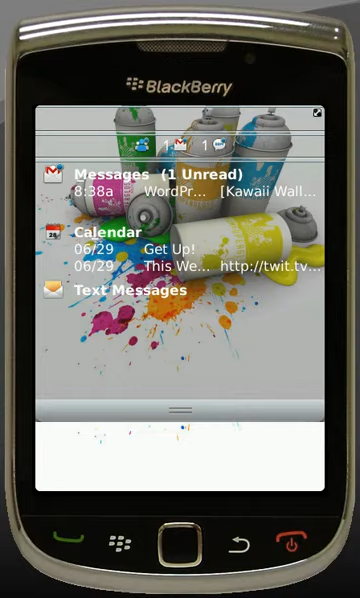 BlackBerry
1 1
Messages (1 Unread)
8:38a WordPr... [Kawaii Wall...
Calendar
06/29 Get Up!
06/29 This We... http://twit.tv...
Text Messages